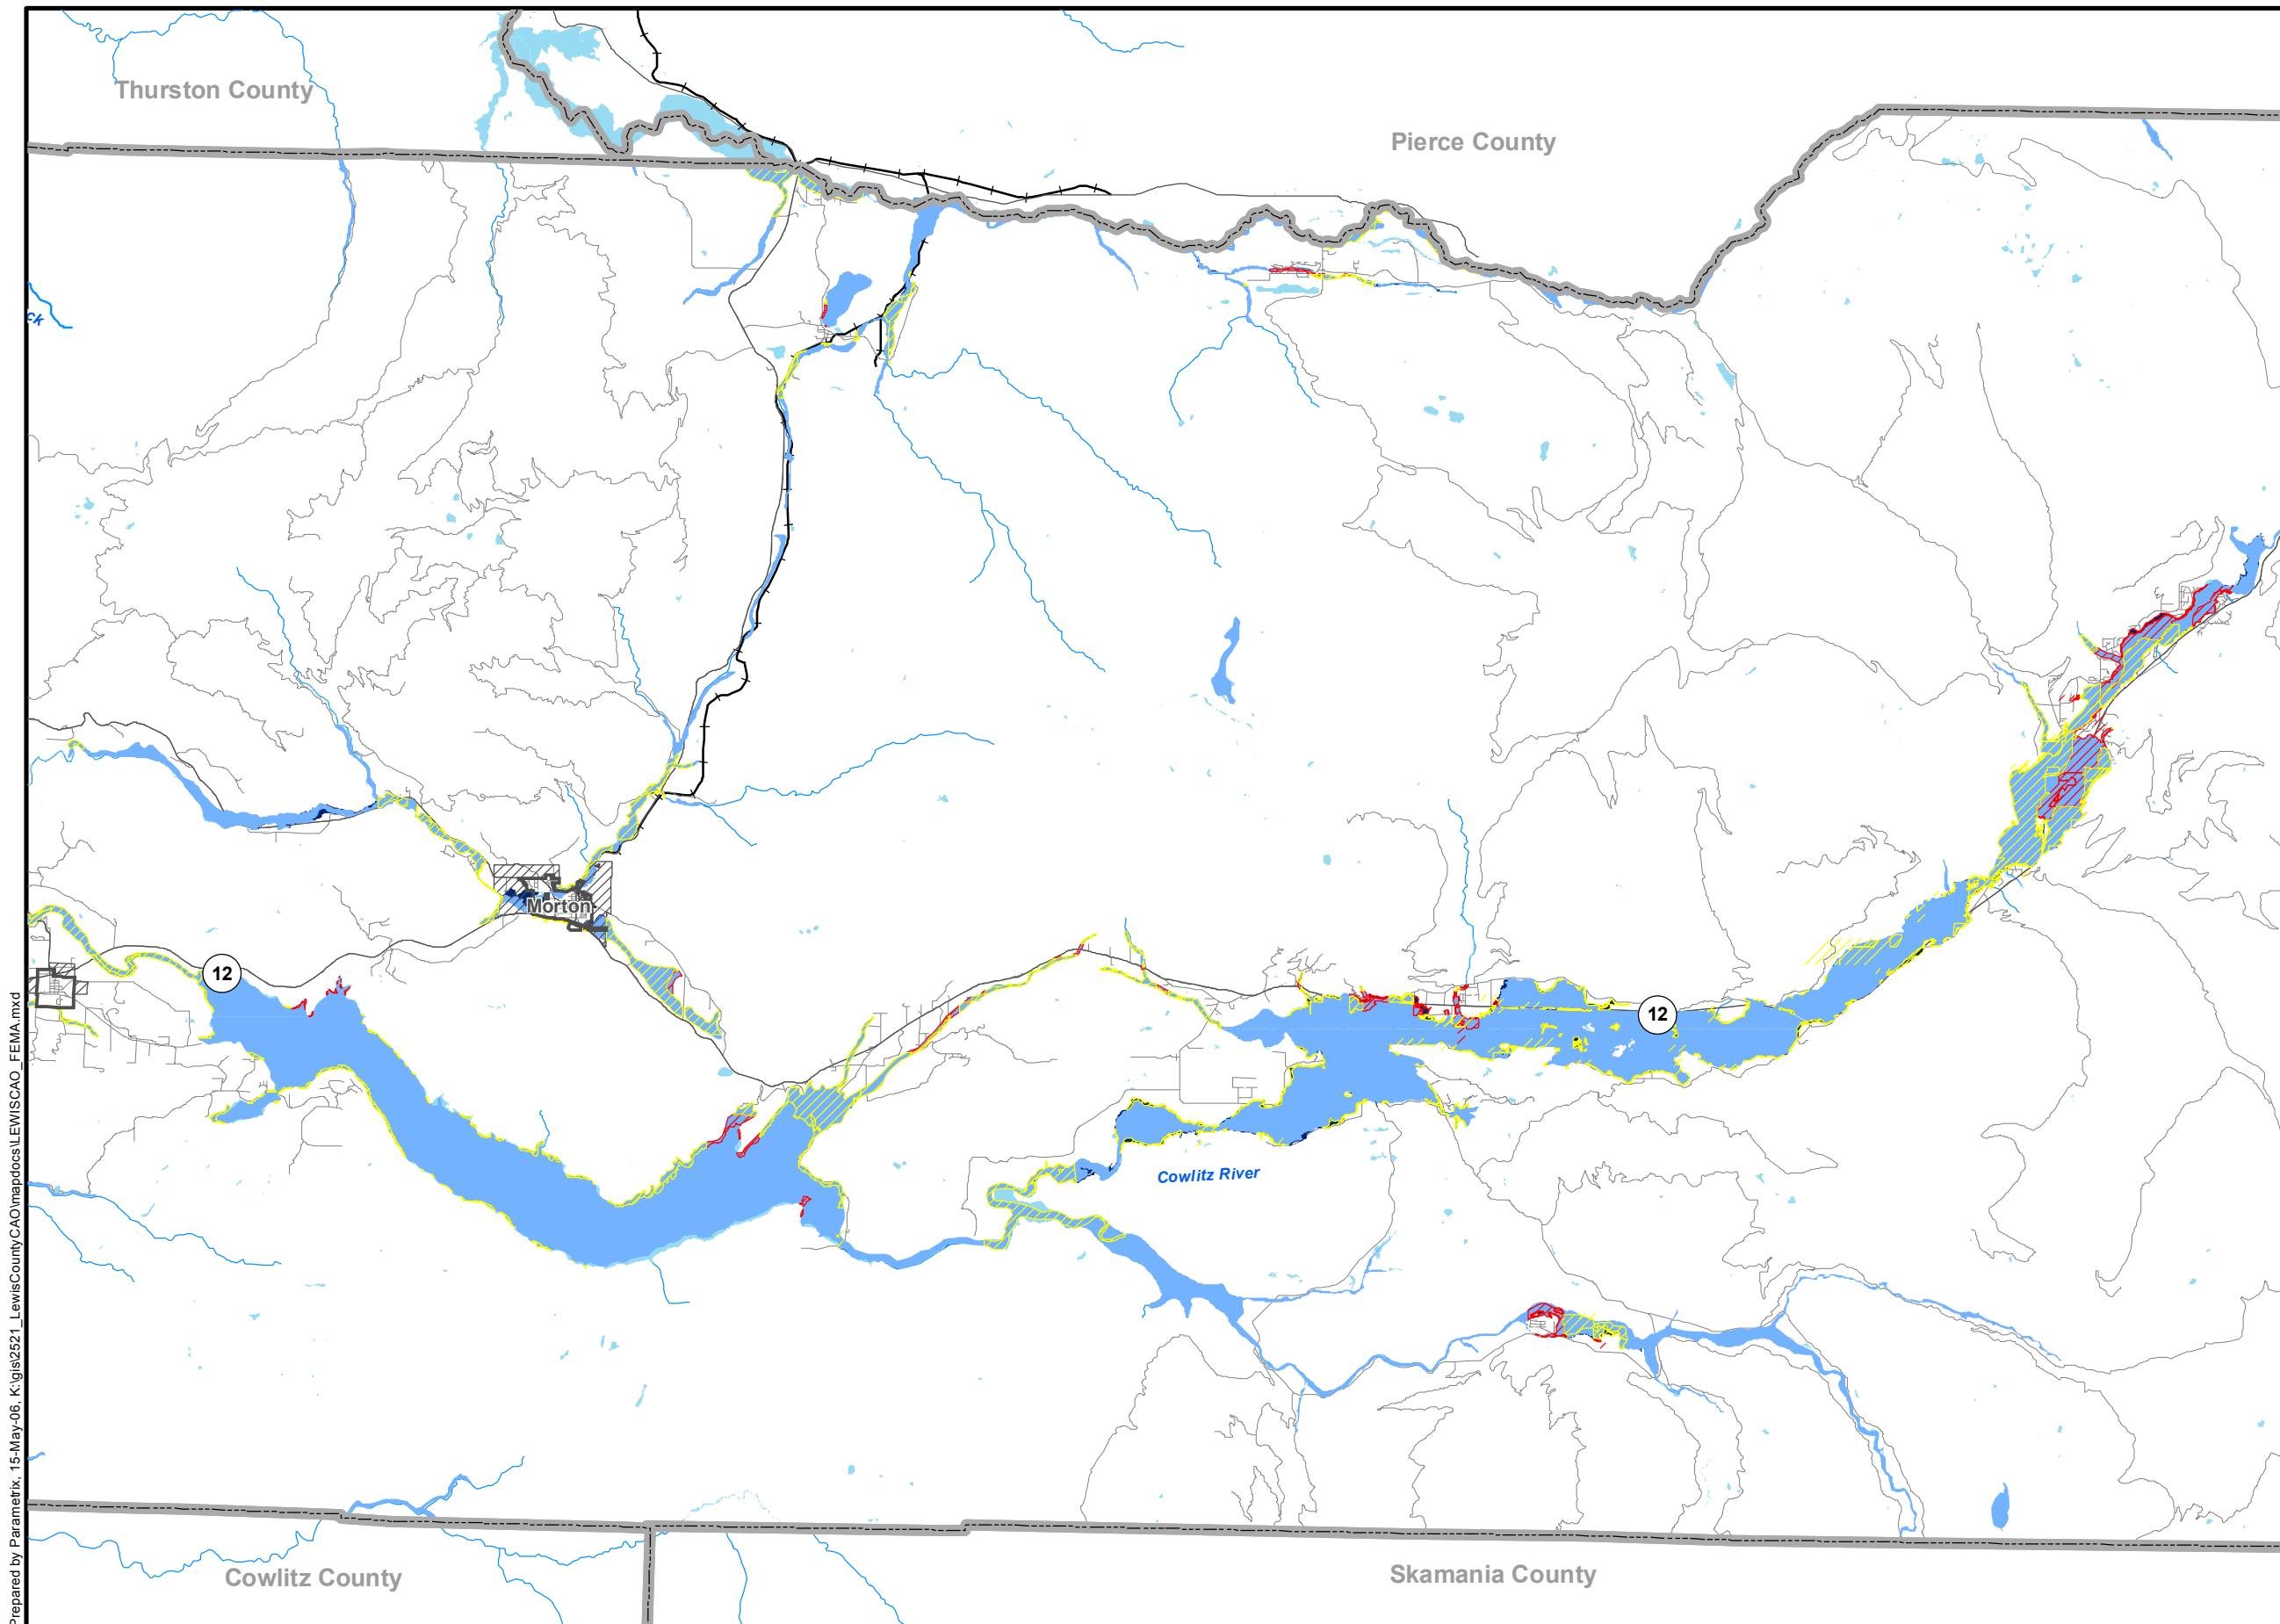 Thurston County
Pierce County
ck
Morton
12
12
Cowlitz River
Cowlitz County
Skamania County
Prepared by Parametrix, 15-May-06, K:\gis\2521_LewisCountyCAO\mapdocs\LEWISCAO_FEMA.mxd